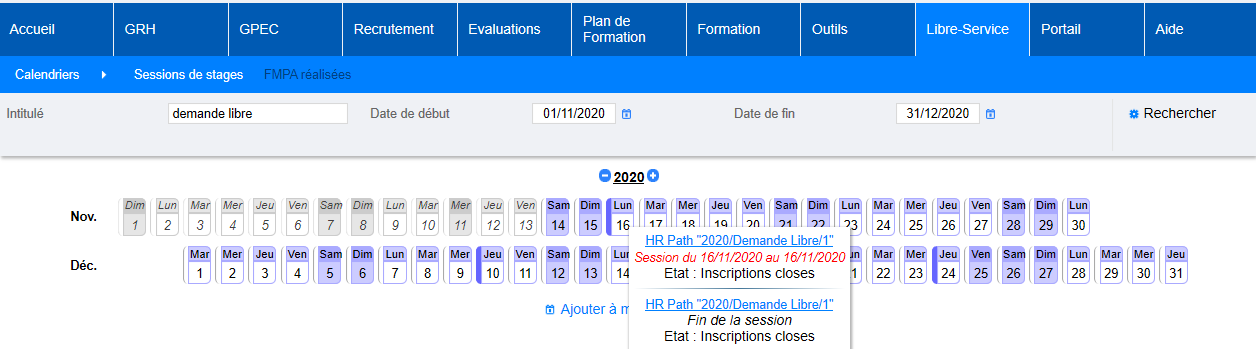 Accueil GRH GPEC Recrutement Evaluations Plan de Formation Formation Outils Libre-Service Portail Aide
Calendriers Sessions de stages FMPA réalisées
Intitulé demande libre Date de début 01/11/2020 Date de fin 31/12/2020 Rechercher
2020
Dim Lun Mar Mer Jeu Ven Sam Dim Lun Mar Mer Jeu Ven Sam Dim Lun Mar Mer Jeu Ven Sam Dim Lun Mar Mer Jeu Ven Sam Dim Lun
Nov. 1 2 3 4 5 6 7 8 9 10 11 12 13 14 15 16 17 18 19 20 21 22 23 24 25 26 27 28 29 30
HR Path "2020/Demande Libre/1"
Session du 16/11/2020 au 16/11/2020
Etat : Inscriptions closes
HR Path "2020/Demande Libre/1"
Fin de la session
Etat : Inscriptions closes
Mar Mer Jeu Ven Sam Dim Lun Mar Mer Jeu Ven Sam Dim Lun Mar Mer Jeu Ven Sam Dim Lun Mar Mer Jeu
Déc. 1 2 3 4 5 6 7 8 9 10 11 12 13 14 21 22 23 24 25 26 27 28 29 30 31
Ajouter à